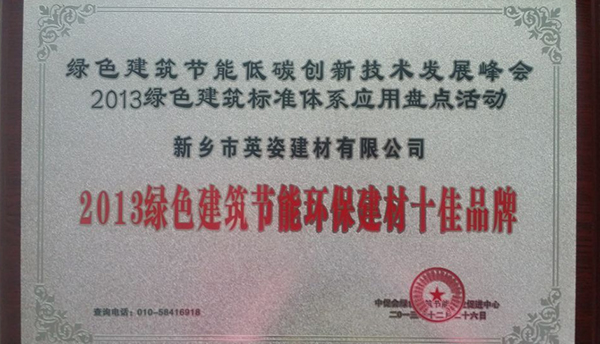 绿色建筑节能低碳创新技术发展峰会
2013绿色建筑标准体系应用盘点活动
新乡市英姿建材有限公司
2013绿色建筑节能环保建材十佳品牌
查询电话：010-58416918